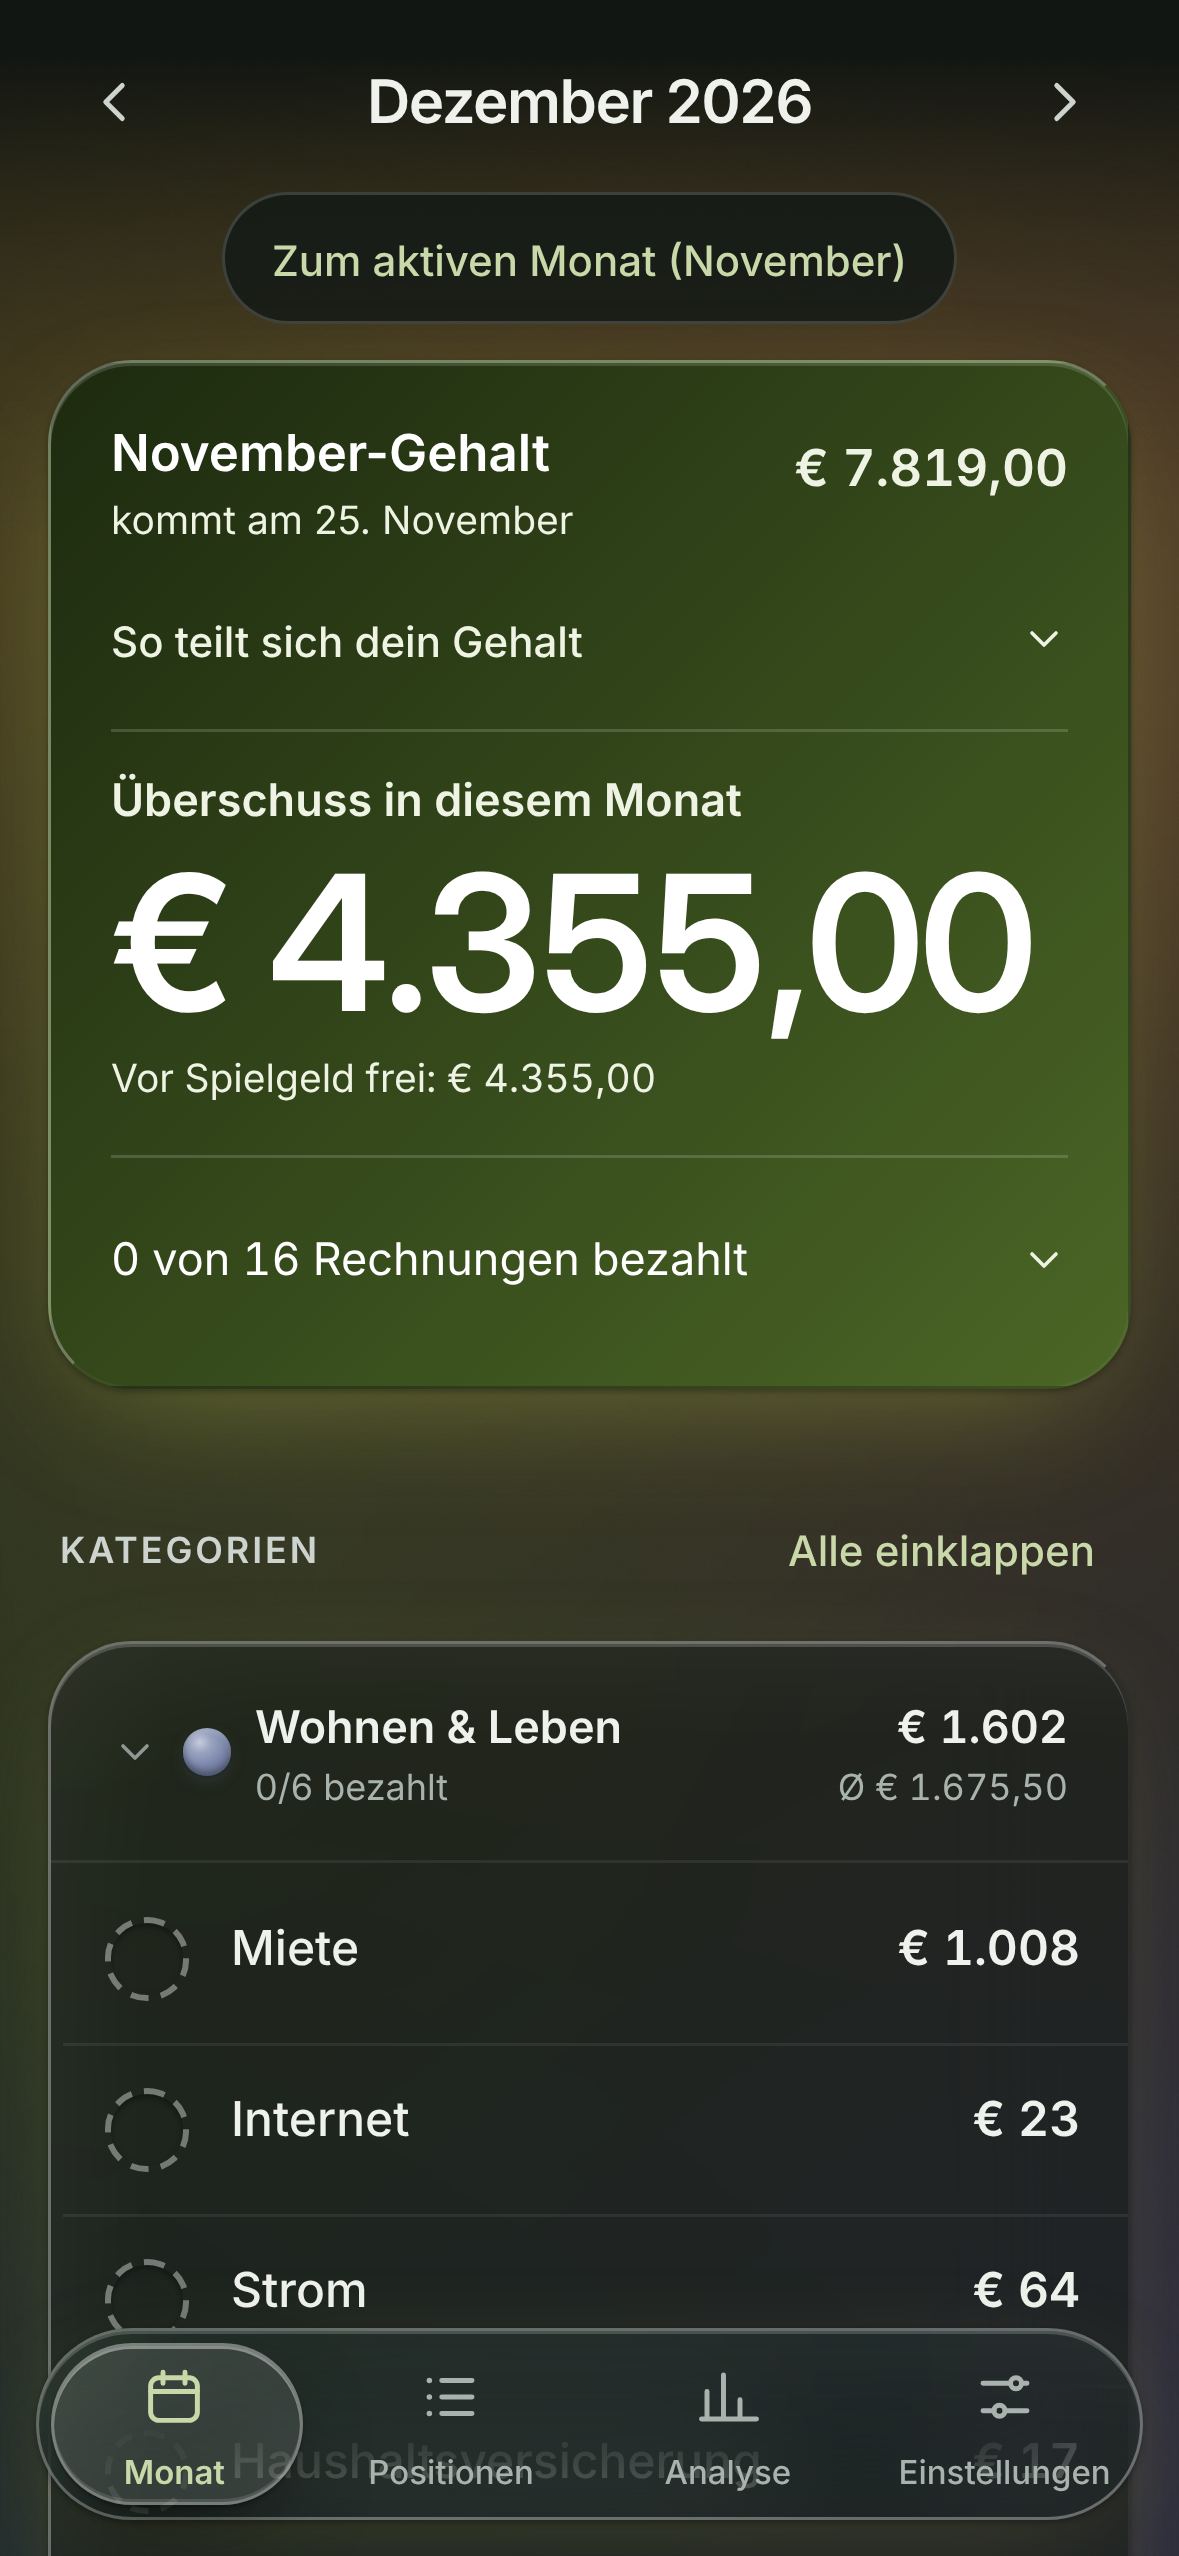 Dezember 2026
Zum aktiven Monat (November)
November-Gehalt
€ 7.819,00
kommt am 25. November
So teilt sich dein Gehalt
Überschuss in diesem Monat
€ 4.355,00
Vor Spielgeld frei: € 4.355,00
0 von 16 Rechnungen bezahlt
KATEGORIEN
Alle einklappen
Wohnen & Leben
€ 1.602
0/6 bezahlt
Ø € 1.675,50
Miete
€ 1.008
Internet
€ 23
Strom
€ 64
Haushaltsversicherung
€ 17
Monat
Positionen
Analyse
Einstellungen